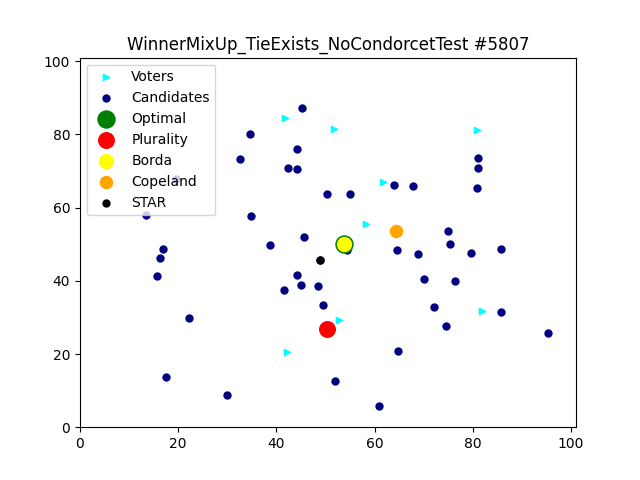 WinnerMixUp_TieExists_NoCondorcetTest #5807
100
80
60
40
20
0
0 20 40 60 80 100
Voters
Candidates
Optimal
Plurality
Borda
Copeland
STAR